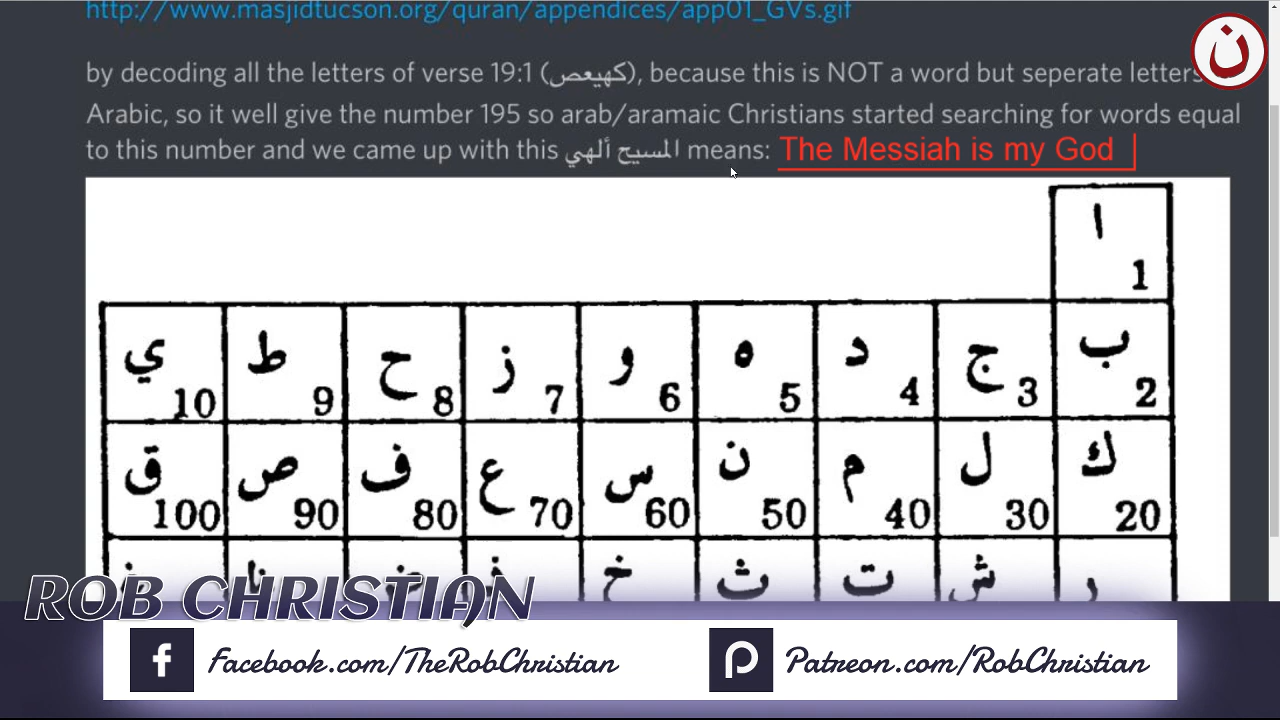 http://www.masjidtucson.org/quran/appendices/app01_GVs.gif
by decoding all the letters of verse 19:1 (كهيعص), because this is NOT a word but seperate letters
Arabic, so it well give the number 195 so arab/aramaic Christians started searching for words equal
to this number and we came up with this المسيح ألهي means: The Messiah is my God
ن
ا
1
ي ط ح ز و ه د ج ب
10 9 8 7 6 5 4 3 2
ق ص ف ع س ن م ل ك
100 90 80 70 60 50 40 30 20
خ ث ت ش ر
ROB CHRISTIAN
f Facebook.com/TheRobChristian
Patreon.com/RobChristian